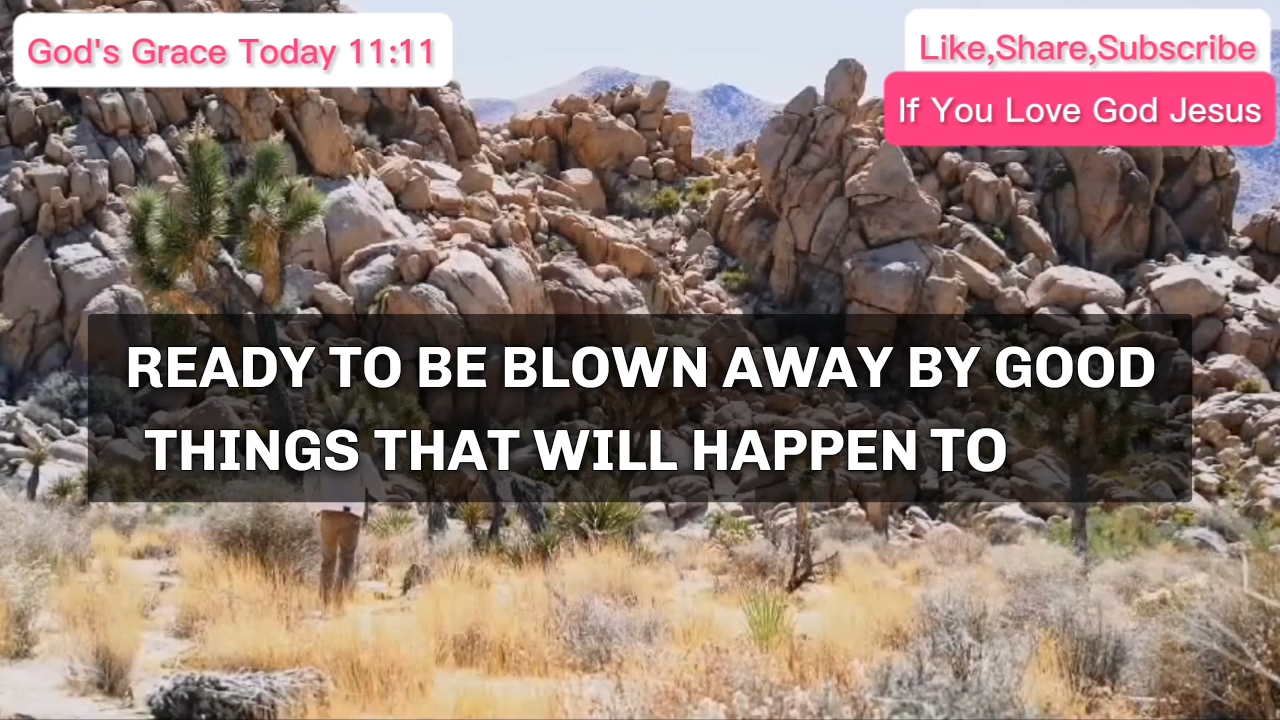 God's Grace Today 11:11
Like,Share,Subscribe
If You Love God Jesus
READY TO BE BLOWN AWAY BY GOOD
THINGS THAT WILL HAPPEN TO